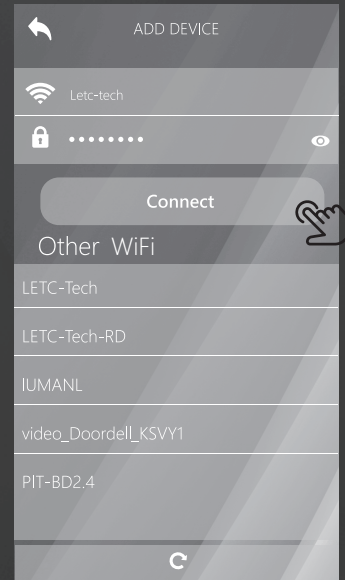 ADD DEVICE
Letc-tech
Connect
Other WiFi
LETC-Tech
LETC-Tech-RD
IUMANL
video_Doordell_KSVY1
PIT-BD2.4